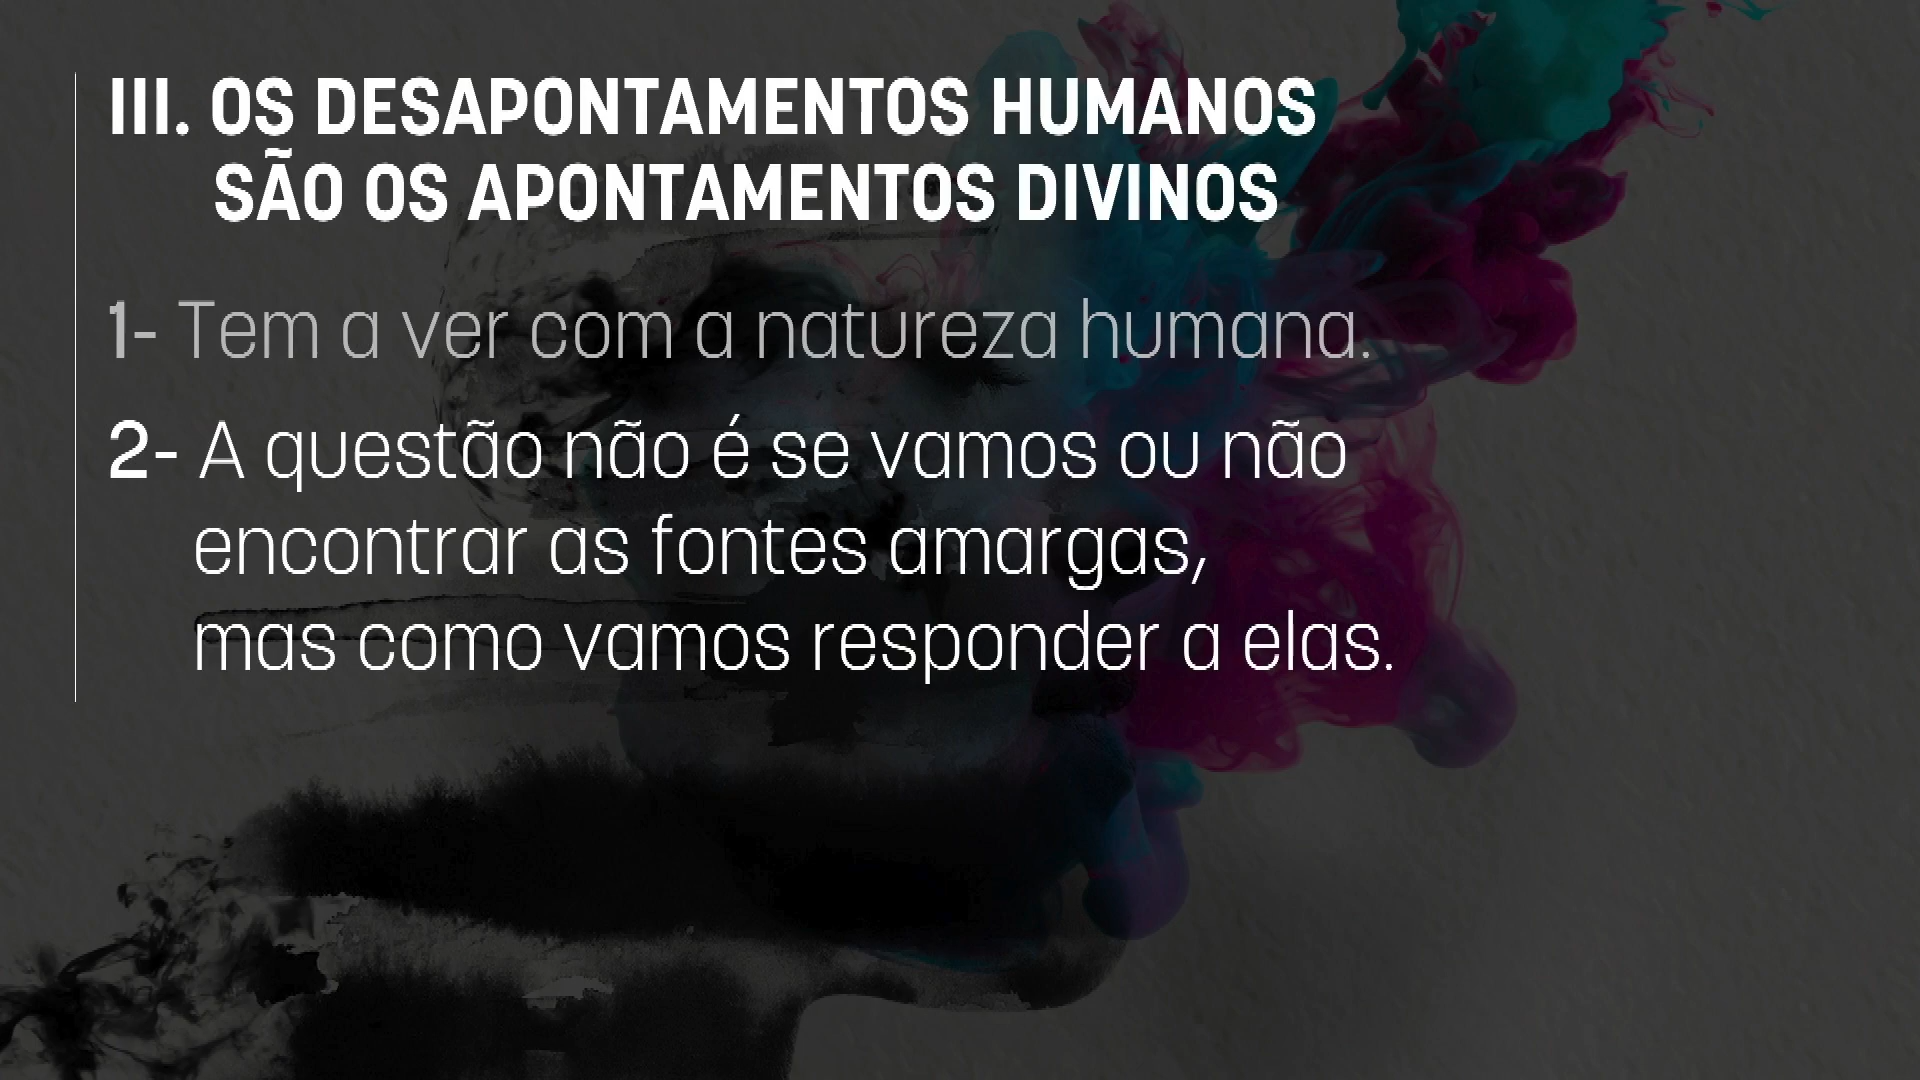 III. OS DESAPONTAMENTOS HUMANOS
SÃO OS APONTAMENTOS DIVINOS
1- Tem a ver com a natureza humana.
2- A questão não é se vamos ou não
encontrar as fontes amargas,
mas como vamos responder a elas.